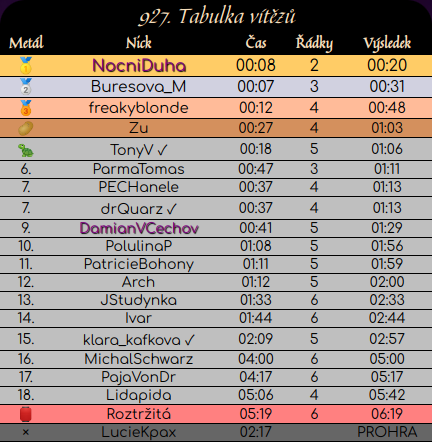 927. Tabulka vítězů
Metál Nick Čas Řádky Výsledek
1 NocniDuha 00:08 2 00:20
2 Buresova_M 00:07 3 00:31
3 freakyblonde 00:12 4 00:48
Zu 00:27 4 01:03
TonyV ✓ 00:18 5 01:06
6. ParmaTomas 00:47 3 01:11
7. PECHanele 00:37 4 01:13
7. drQuarz ✓ 00:37 4 01:13
9. DamianVCechov 00:41 5 01:29
10. PolulinaP 01:08 5 01:56
11. PatricieBohony 01:11 5 01:59
12. Arch 01:12 5 02:00
13. JStudynka 01:33 6 02:33
14. Ivar 01:44 6 02:44
15. klara_kafkova ✓ 02:09 5 02:57
16. MichalSchwarz 04:00 6 05:00
17. PajaVonDr 04:17 6 05:17
18. Lidapida 05:06 4 05:42
Roztržitá 05:19 6 06:19
× LucieKpax 02:17 PROHRA